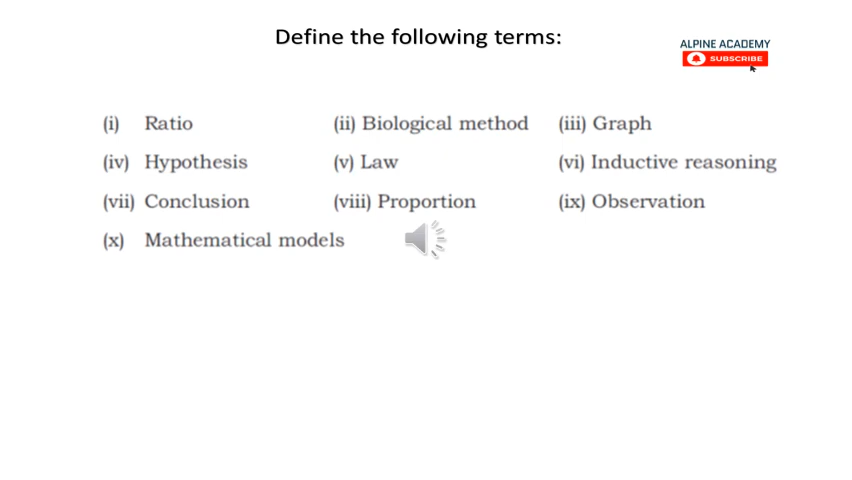 Define the following terms:
ALPINE ACADEMY
SUBSCRIBE
(i) Ratio (ii) Biological method (iii) Graph
(iv) Hypothesis (v) Law (vi) Inductive reasoning
(vii) Conclusion (viii) Proportion (ix) Observation
(x) Mathematical models